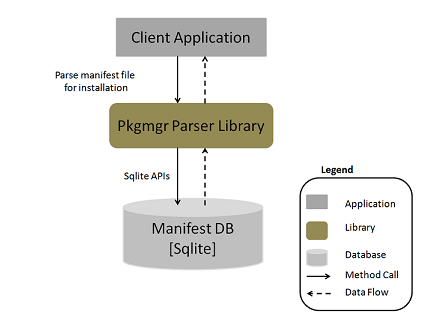 Client Application
Parse manifest file
for installation
Pkgmgr Parser Library
Sqlite APIs
Manifest DB
[Sqlite]
Legend
Application
Library
Database
Method Call
Data Flow